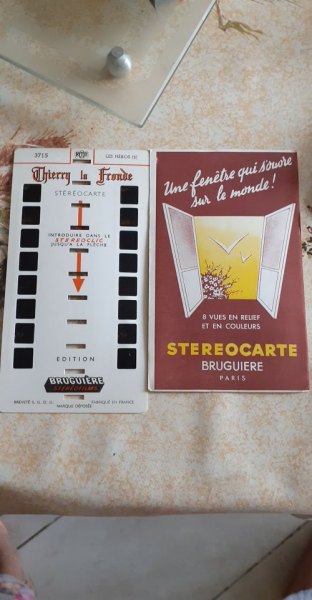 3715
LES HÉROS (I)
Thierry la Fronde
STÉRÉOCARTE
INTRODUIRE DANS LE
STEREOCLIC
JUSQU'A LA FLÈCHE
EDITION
BRUGUIÈRE
STEREOFILMS
BREVETÉ S. G. D. G. FABRIQUÉ EN FRANCE
MARQUE DÉPOSÉE
Une fenêtre qui s'ouvre
sur le monde!
8 VUES EN RELIEF
ET EN COULEURS
STEREOCARTE
BRUGUIERE
PARIS